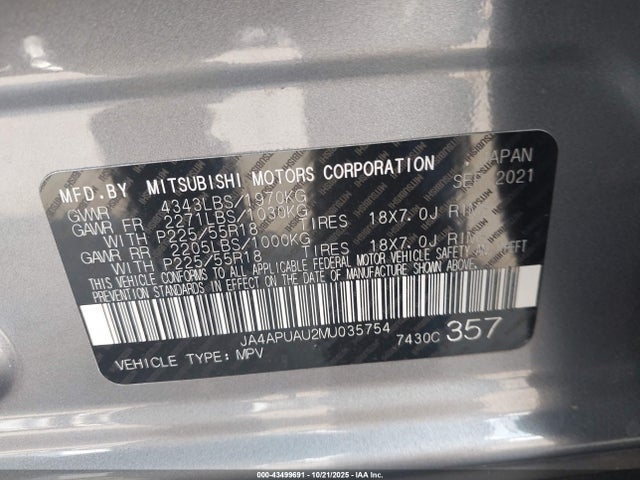 MFD.BY MITSUBISHI MOTORS CORPORATION JAPAN
GVWR 4343LBS/1970KG 2021
GAWR FR 2271LBS/1030KG
WITH P225/55R18 TIRES 18X7.0J RIM
GAWR RR 2205LBS/1000KG
WITH P225/55R18 TIRES 18X7.0J
THIS VEHICLE CONFORMS TO ALL APPLICABLE FEDERAL MOTOR VEHICLE SAFETY AND THEFT
PREVENTION STANDARDS IN EFFECT ON THE DATE OF MANUFACTURE SHOWN ABOVE.
JA4APUAU2MU035754 7430C 357
VEHICLE TYPE: MPV
000-43499691 - 10/21/2025 - IAA Inc.